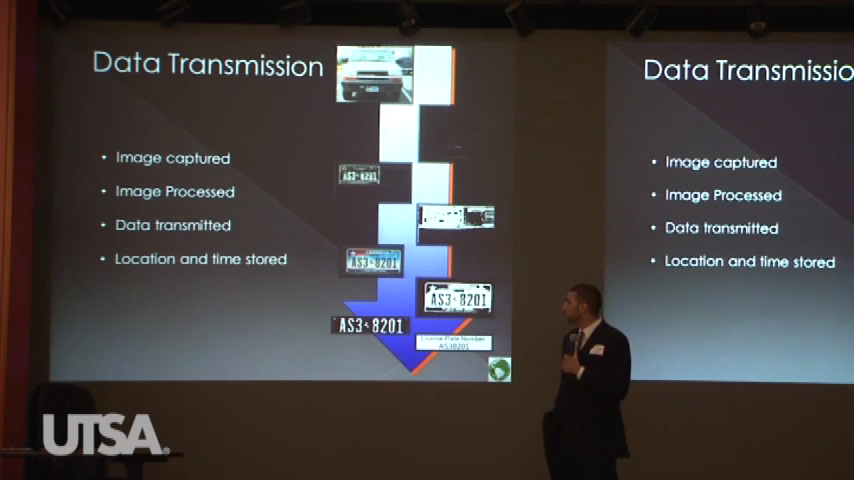 Data Transmission
• Image captured
• Image Processed
• Data transmitted
• Location and time stored
AS3 8201
AS3 8201
AS3 8201
AS3 8201
License Plate Number
AS38201
Data Transmissio
• Image captured
• Image Processed
• Data transmitted
• Location and time stored
UTSA®